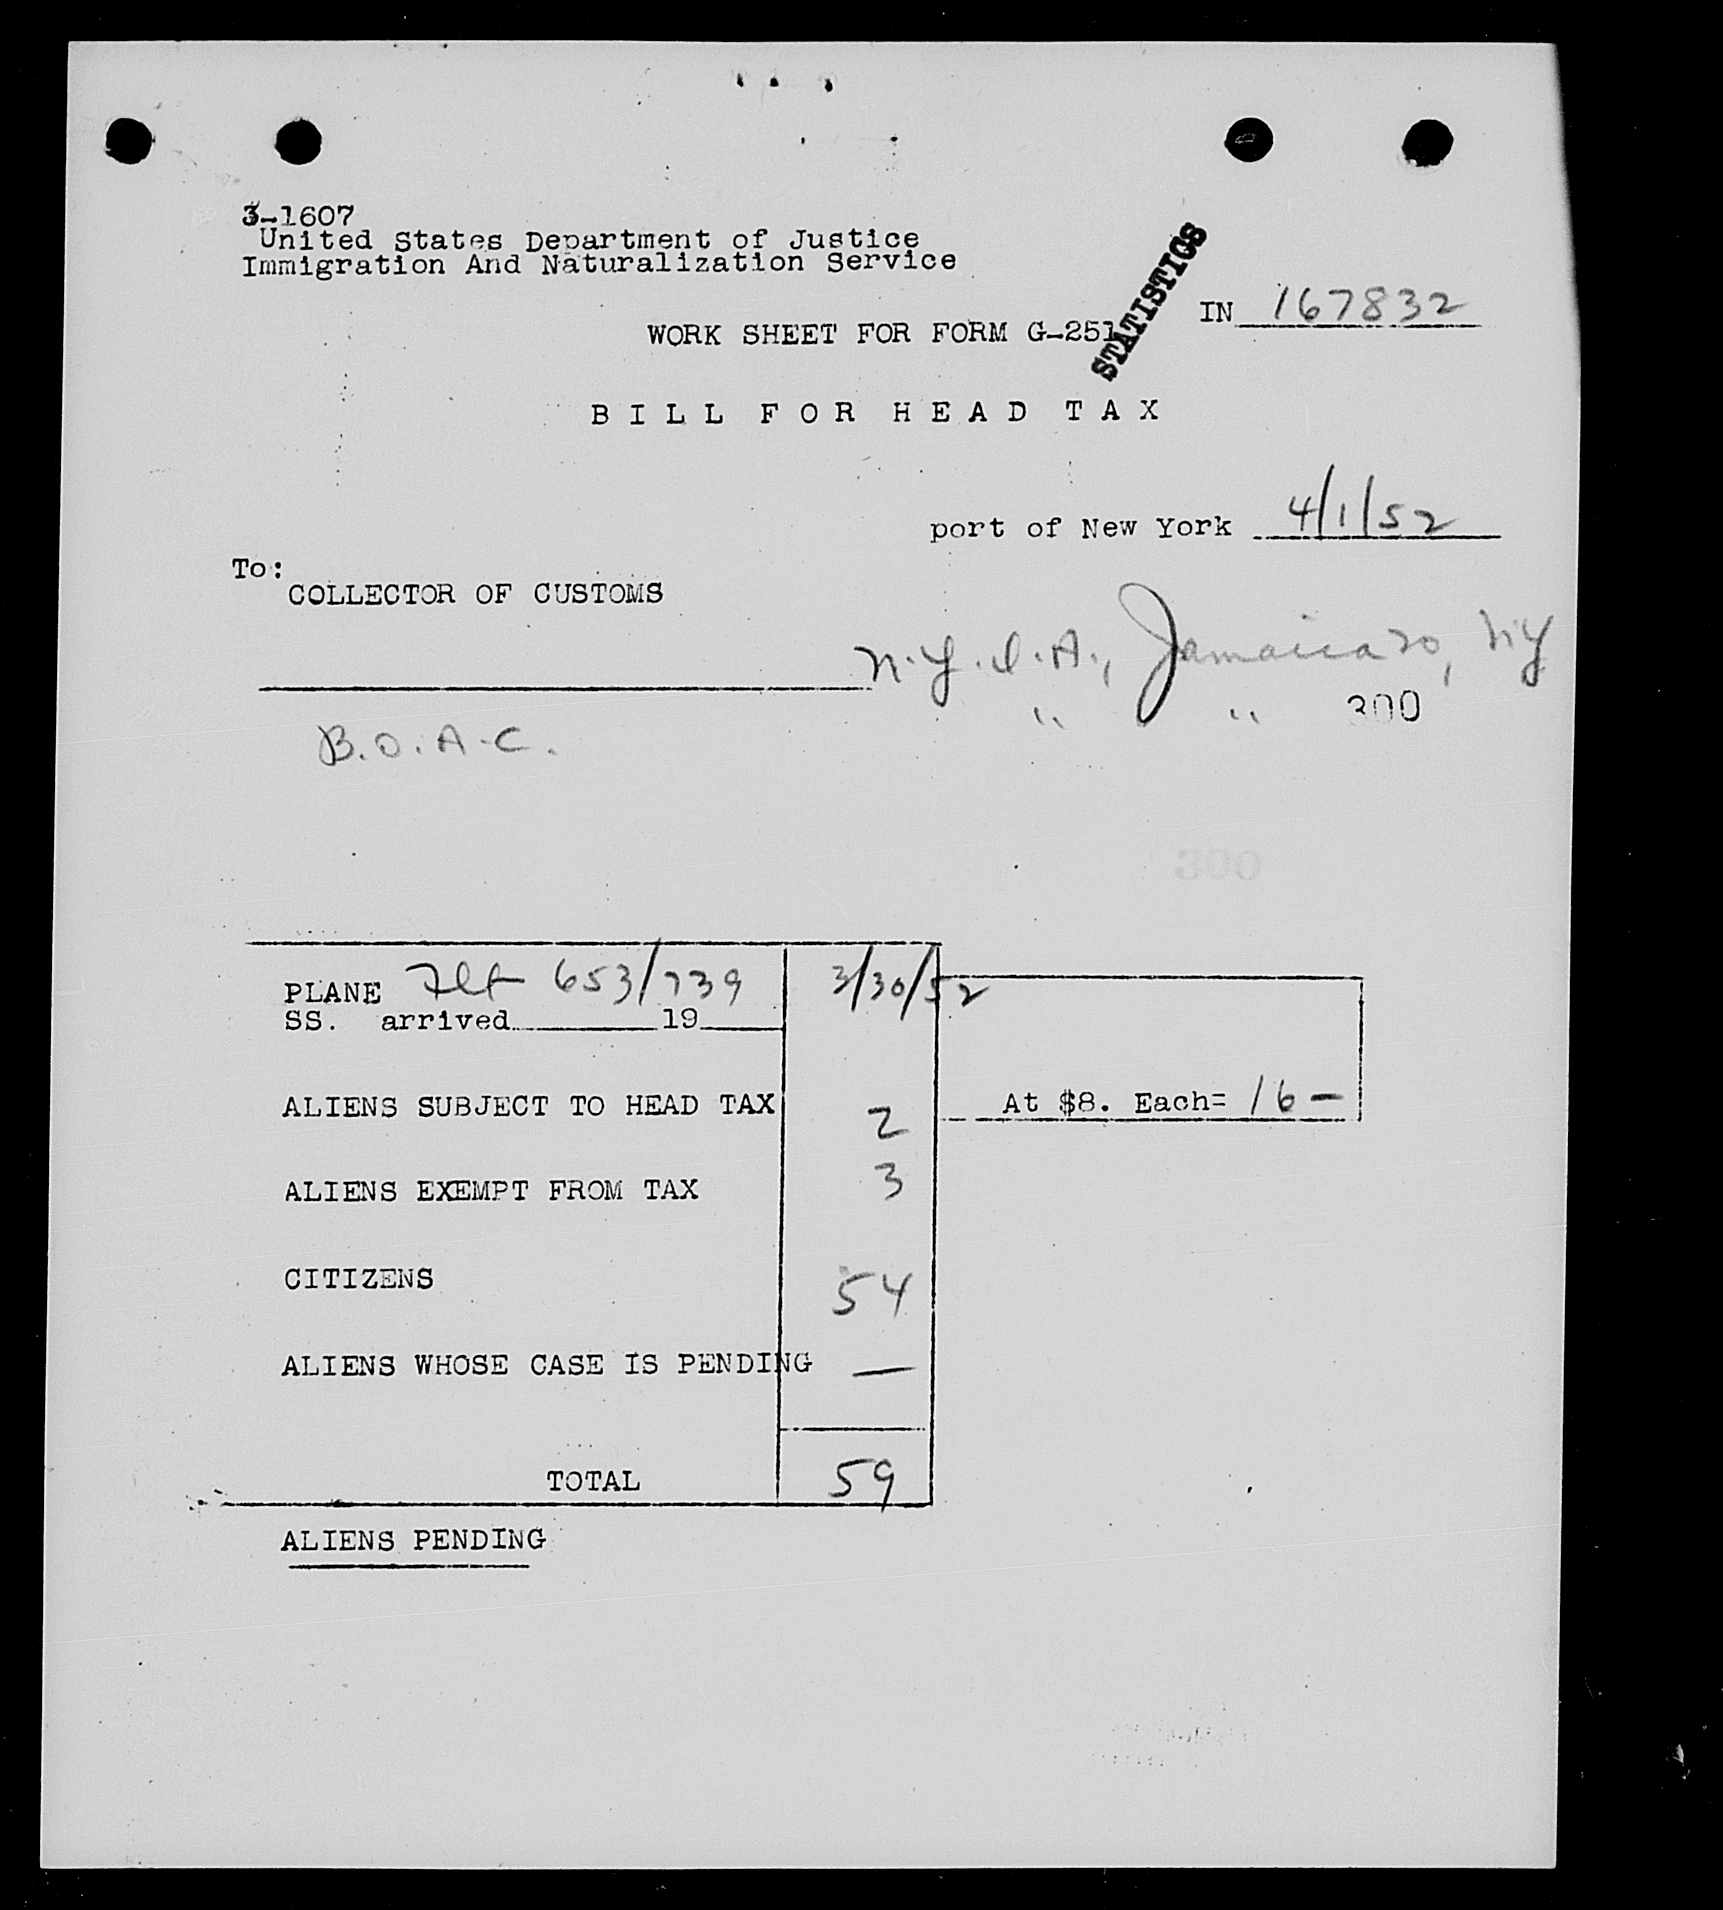 3-1607
United States Department of Justice
Immigration And Naturalization Service
STATISTICS
IN 167832
WORK SHEET FOR FORM G-251
BILL FOR HEAD TAX
port of New York 4/1/52
To:
COLLECTOR OF CUSTOMS
N.Y.I.A., Jamaica 30, NY
" " 300
B.O.A.C.
300
PLANE Flt 653/739 3/30/52
SS. arrived 19
ALIENS SUBJECT TO HEAD TAX 2 At $8. Each= 16 —
ALIENS EXEMPT FROM TAX 3
CITIZENS 54
ALIENS WHOSE CASE IS PENDING —
TOTAL 59
ALIENS PENDING